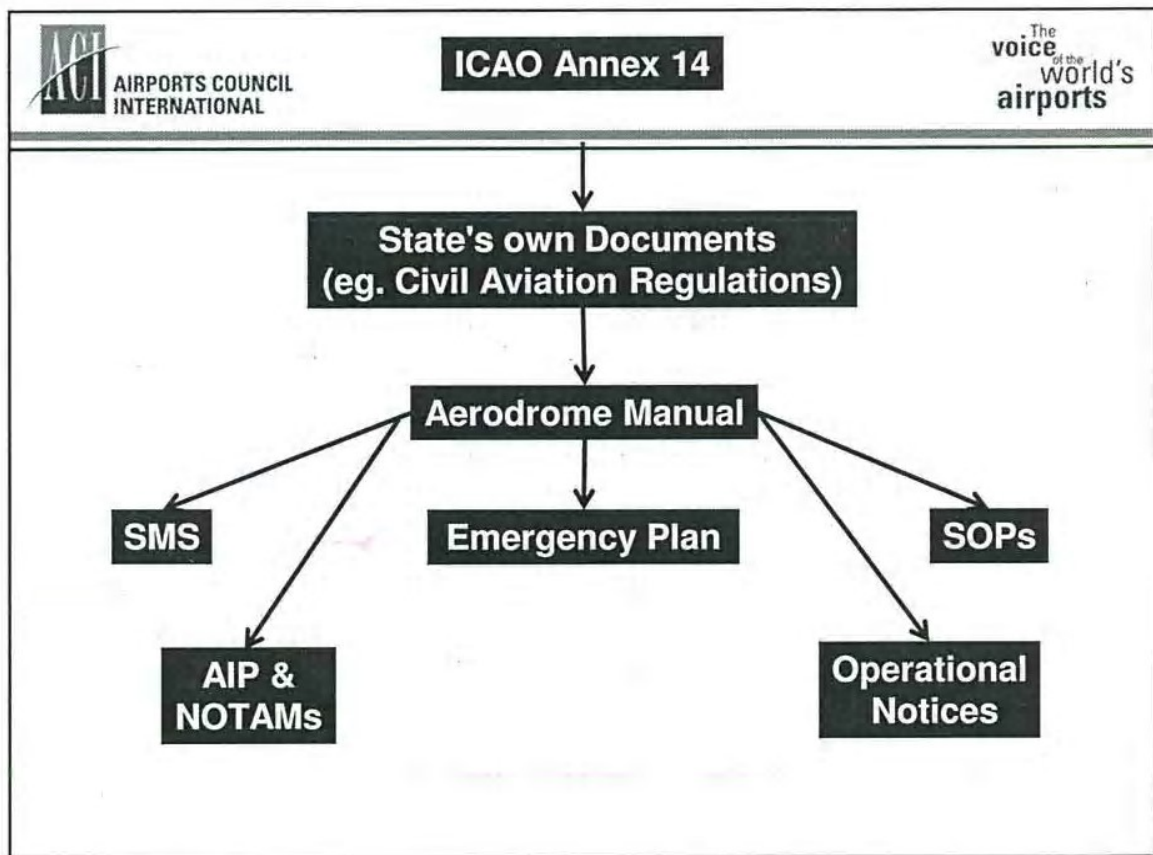 ACI
AIRPORTS COUNCIL
INTERNATIONAL
ICAO Annex 14
The
voice
of the
world's
airports
State's own Documents
(eg. Civil Aviation Regulations)
Aerodrome Manual
SMS
Emergency Plan
SOPs
AIP &
NOTAMs
Operational
Notices